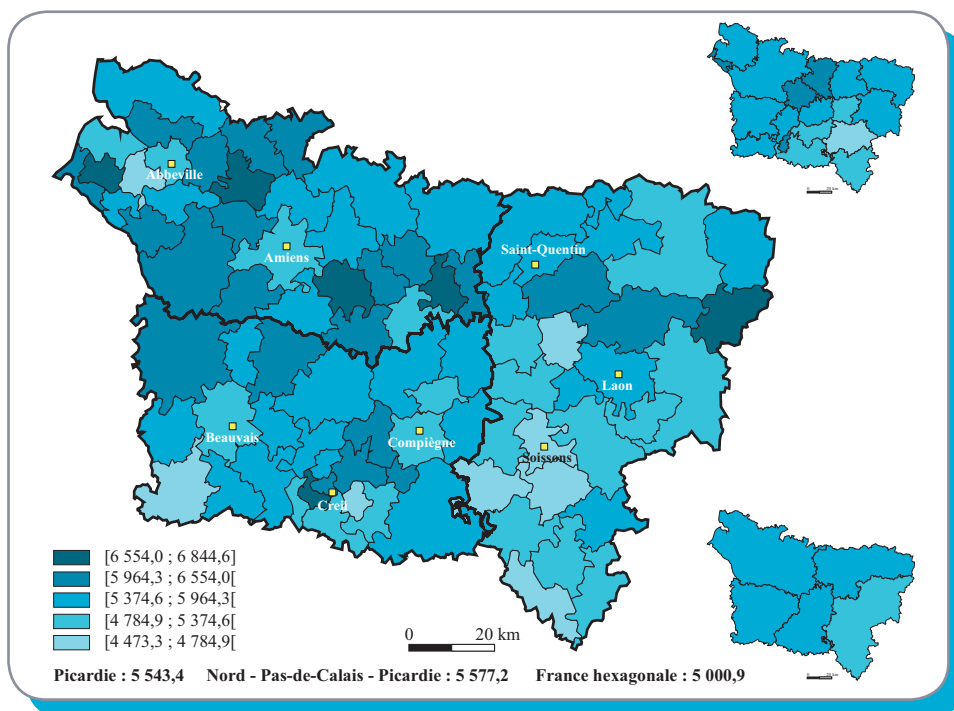 Abbeville
Amiens
Saint-Quentin
Laon
Beauvais
Compiègne
Soissons
Creil
[6 554,0 ; 6 844,6]
[5 964,3 ; 6 554,0[
[5 374,6 ; 5 964,3[
[4 784,9 ; 5 374,6[
[4 473,3 ; 4 784,9[
0 20 km
Picardie : 5 543,4 Nord - Pas-de-Calais - Picardie : 5 577,2 France hexagonale : 5 000,9